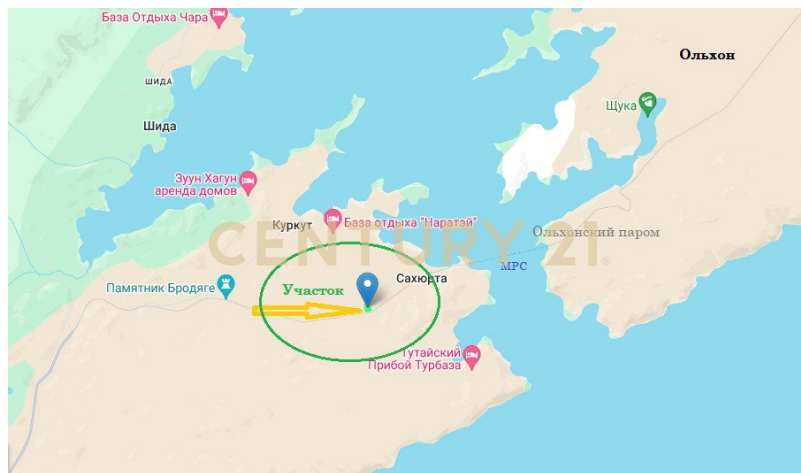 База Отдыха Чара
Ольхон
ШИДА
Щука
Шида
Зуун Хагун
аренда домов
Куркут
База отдыха "Наратэй"
Ольхонский паром
CENTURY 21
МРС
Сахюрта
Памятник Бродяге
Участок
Тутайский
Прибой Турбаза